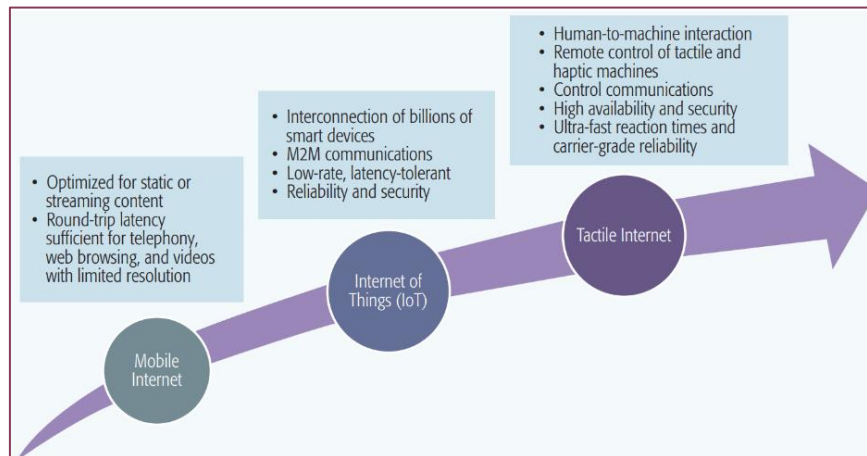 • Optimized for static or
streaming content
• Round-trip latency
sufficient for telephony,
web browsing, and videos
with limited resolution
Mobile
Internet
• Interconnection of billions of
smart devices
• M2M communications
• Low-rate, latency-tolerant
• Reliability and security
Internet of
Things (IoT)
• Human-to-machine interaction
• Remote control of tactile and
haptic machines
• Control communications
• High availability and security
• Ultra-fast reaction times and
carrier-grade reliability
Tactile Internet